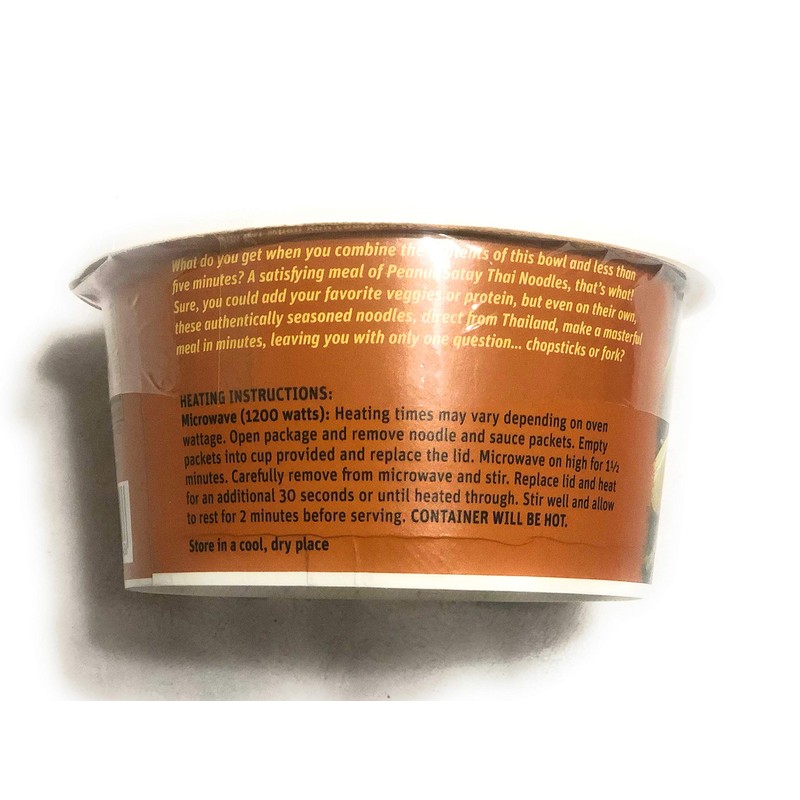 What do you get when you combine the contents of this bowl and less than
five minutes? A satisfying meal of Peanut Satay Thai Noodles, that's what!
Sure, you could add your favorite veggies or protein, but even on their own,
these authentically seasoned noodles, direct from Thailand, make a masterful
meal in minutes, leaving you with only one question... chopsticks or fork?
HEATING INSTRUCTIONS:
Microwave (1200 watts): Heating times may vary depending on oven
wattage. Open package and remove noodle and sauce packets. Empty
packets into cup provided and replace the lid. Microwave on high for 1½
minutes. Carefully remove from microwave and stir. Replace lid and heat
for an additional 30 seconds or until heated through. Stir well and allow
to rest for 2 minutes before serving. CONTAINER WILL BE HOT.
Store in a cool, dry place